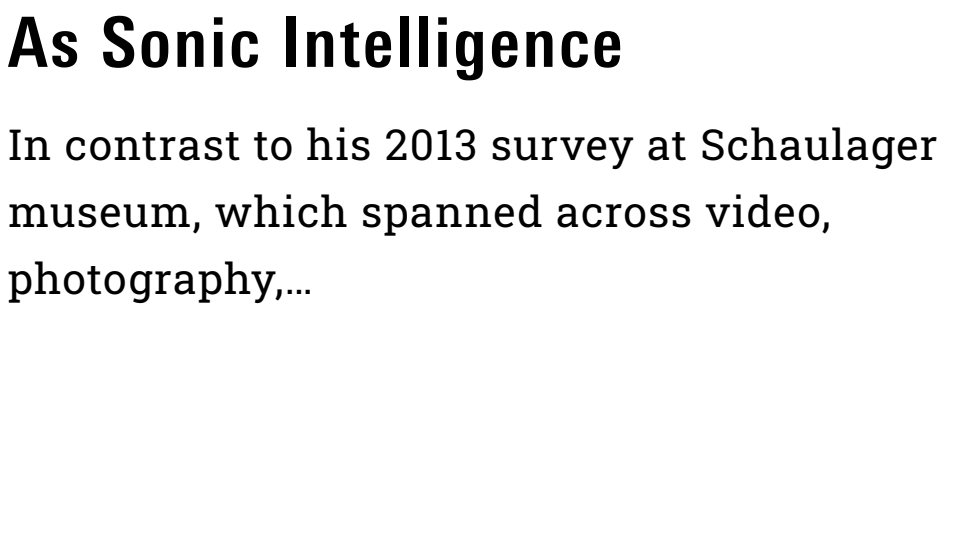 As Sonic Intelligence
In contrast to his 2013 survey at Schaulager
museum, which spanned across video,
photography,…